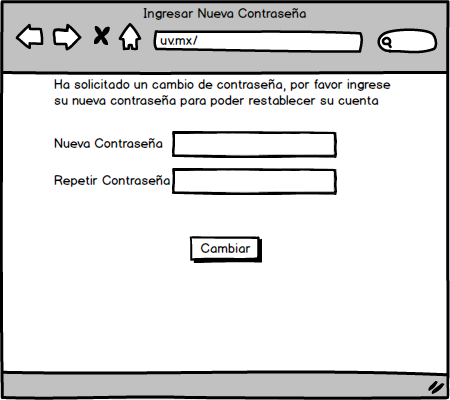 Ingresar Nueva Contraseña
uv.mx/
Ha solicitado un cambio de contraseña, por favor ingrese
su nueva contraseña para poder restablecer su cuenta
Nueva Contraseña
Repetir Contraseña
Cambiar